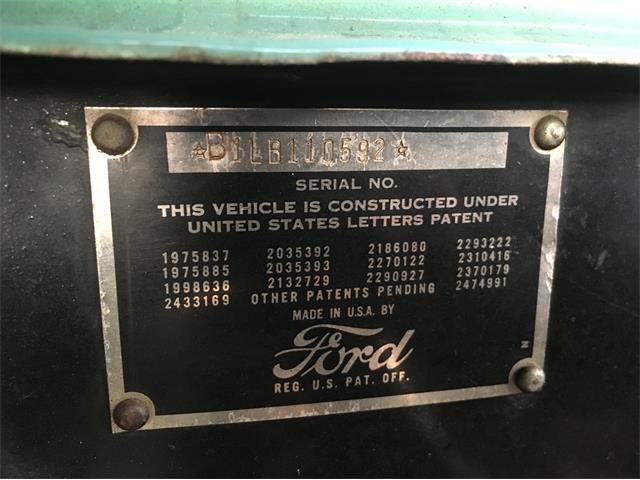 ★B1LB110592★
SERIAL NO.
THIS VEHICLE IS CONSTRUCTED UNDER
UNITED STATES LETTERS PATENT
1975837 2035392 2186080 2293222
1975885 2035393 2270122 2310416
1998636 2132729 2290927 2370179
2433169 OTHER PATENTS PENDING 2474991
MADE IN U.S.A. BY
Ford
REG. U.S. PAT. OFF.
N